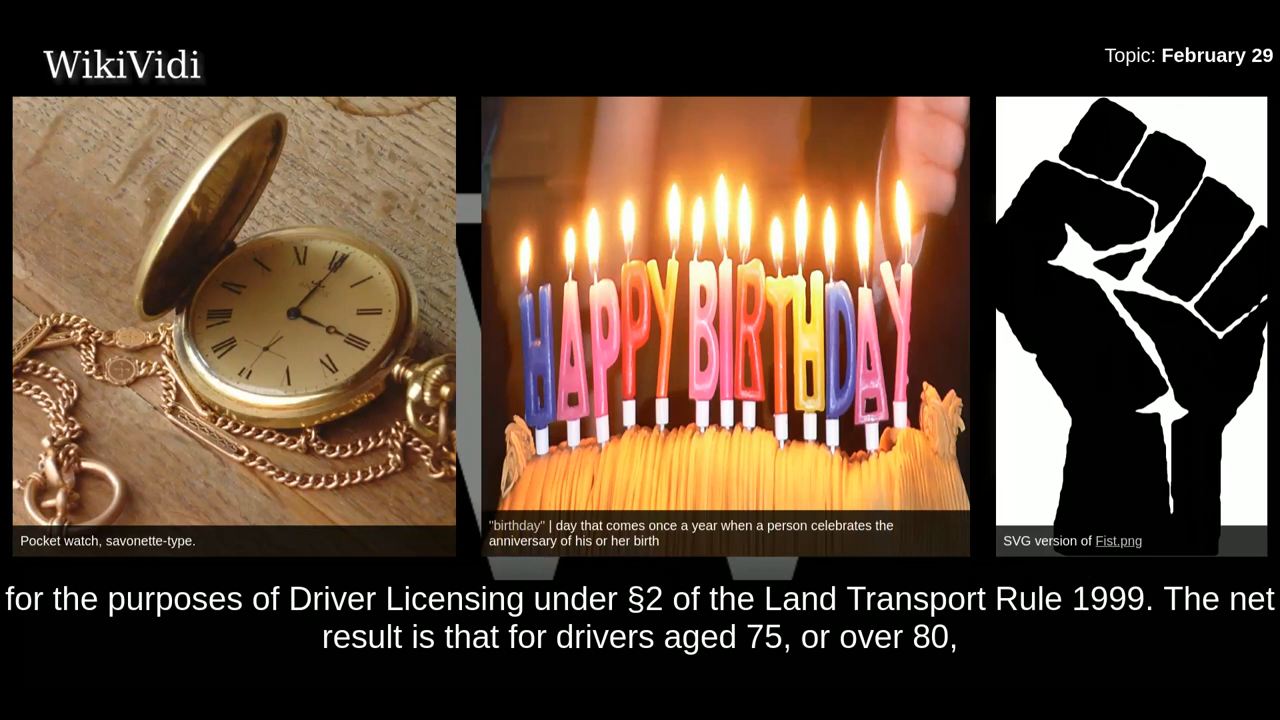 WikiVidi
Topic: February 29
HAPPY BIRTHDAY
Pocket watch, savonette-type.
"birthday" | day that comes once a year when a person celebrates the
anniversary of his or her birth
SVG version of Fist.png
for the purposes of Driver Licensing under §2 of the Land Transport Rule 1999. The net
result is that for drivers aged 75, or over 80,